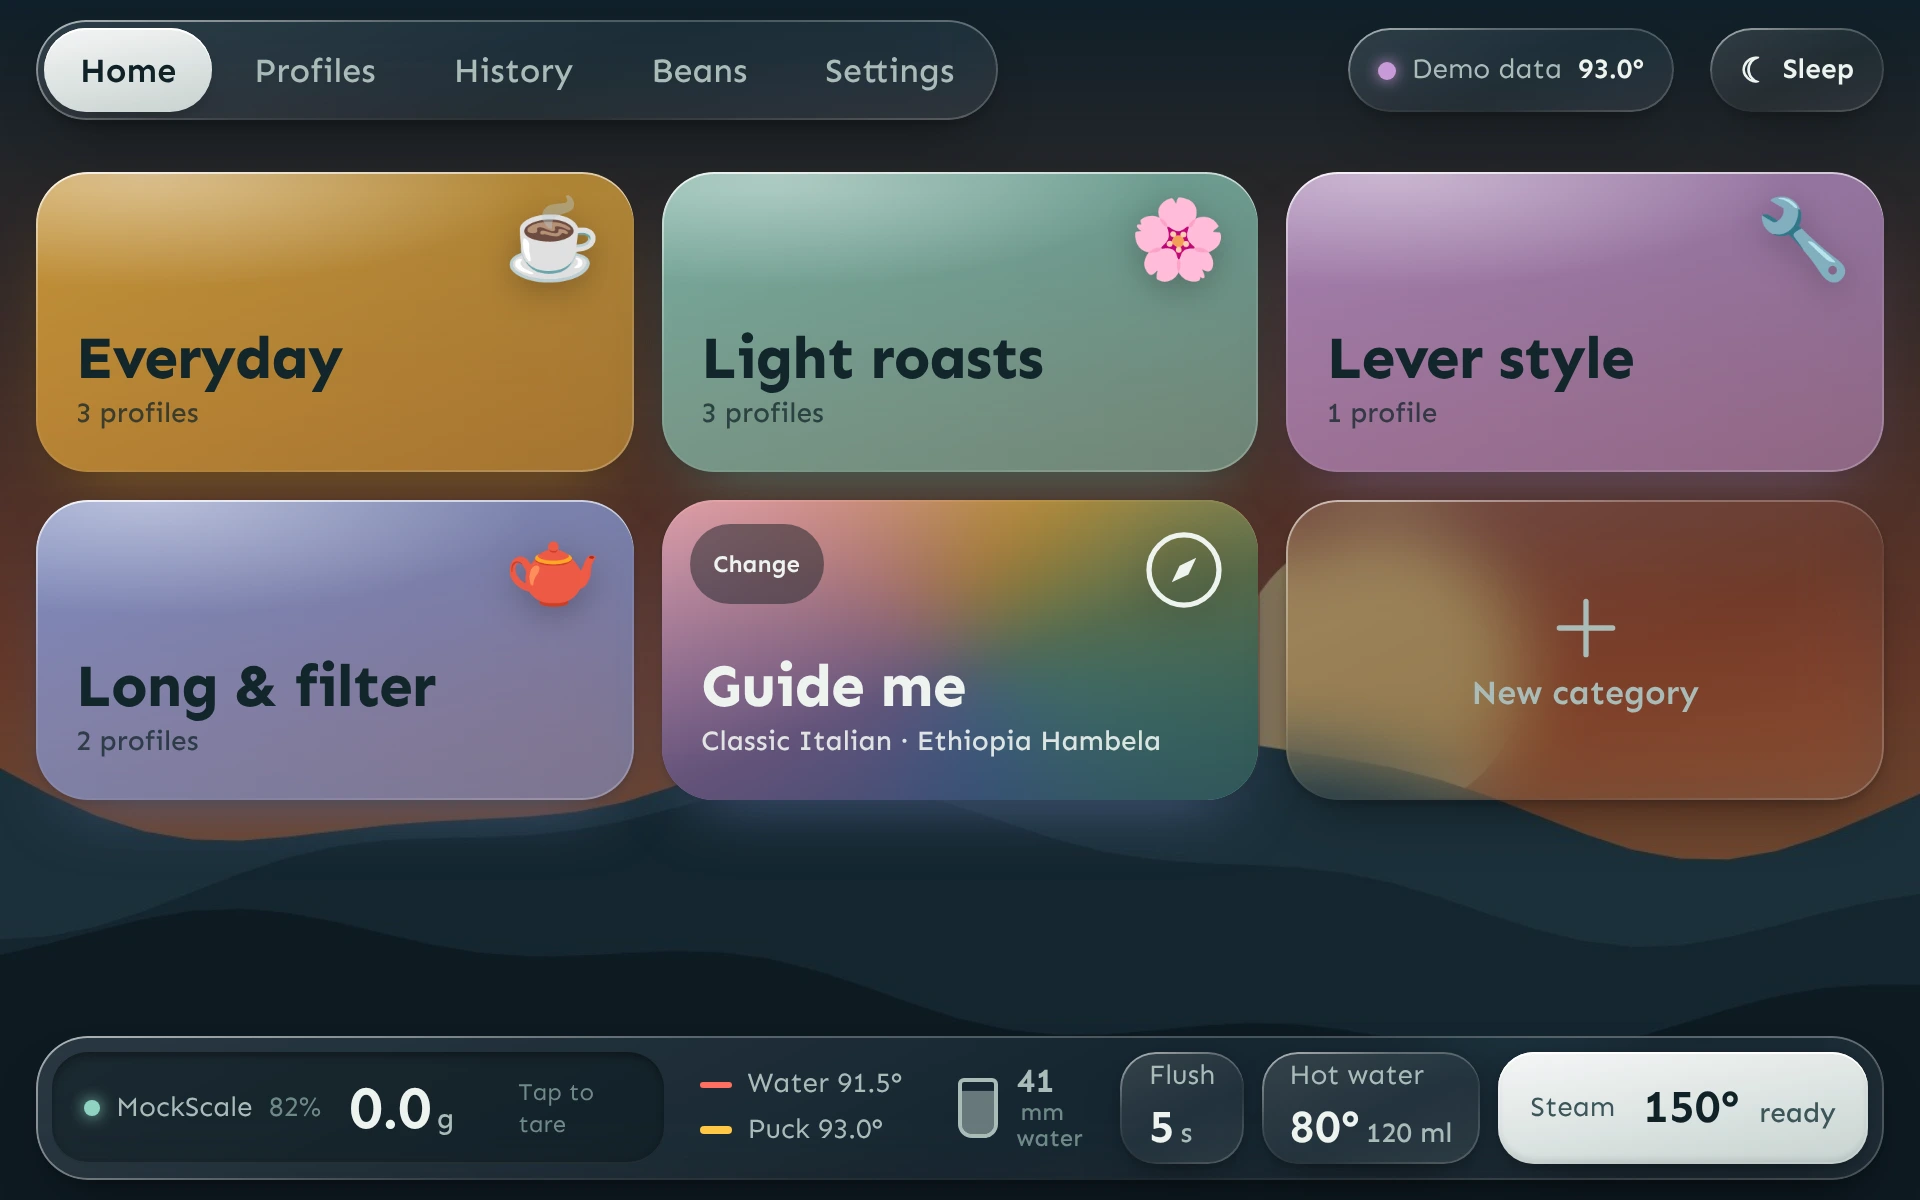 Home
Profiles
History
Beans
Settings
Demo data 93.0°
Sleep
Everyday
3 profiles
Light roasts
3 profiles
Lever style
1 profile
Long & filter
2 profiles
Change
Guide me
Classic Italian · Ethiopia Hambela
New category
MockScale 82%
0.0 g
Tap to
tare
Water 91.5°
Puck 93.0°
41
mm
water
Flush
5 s
Hot water
80° 120 ml
Steam 150° ready